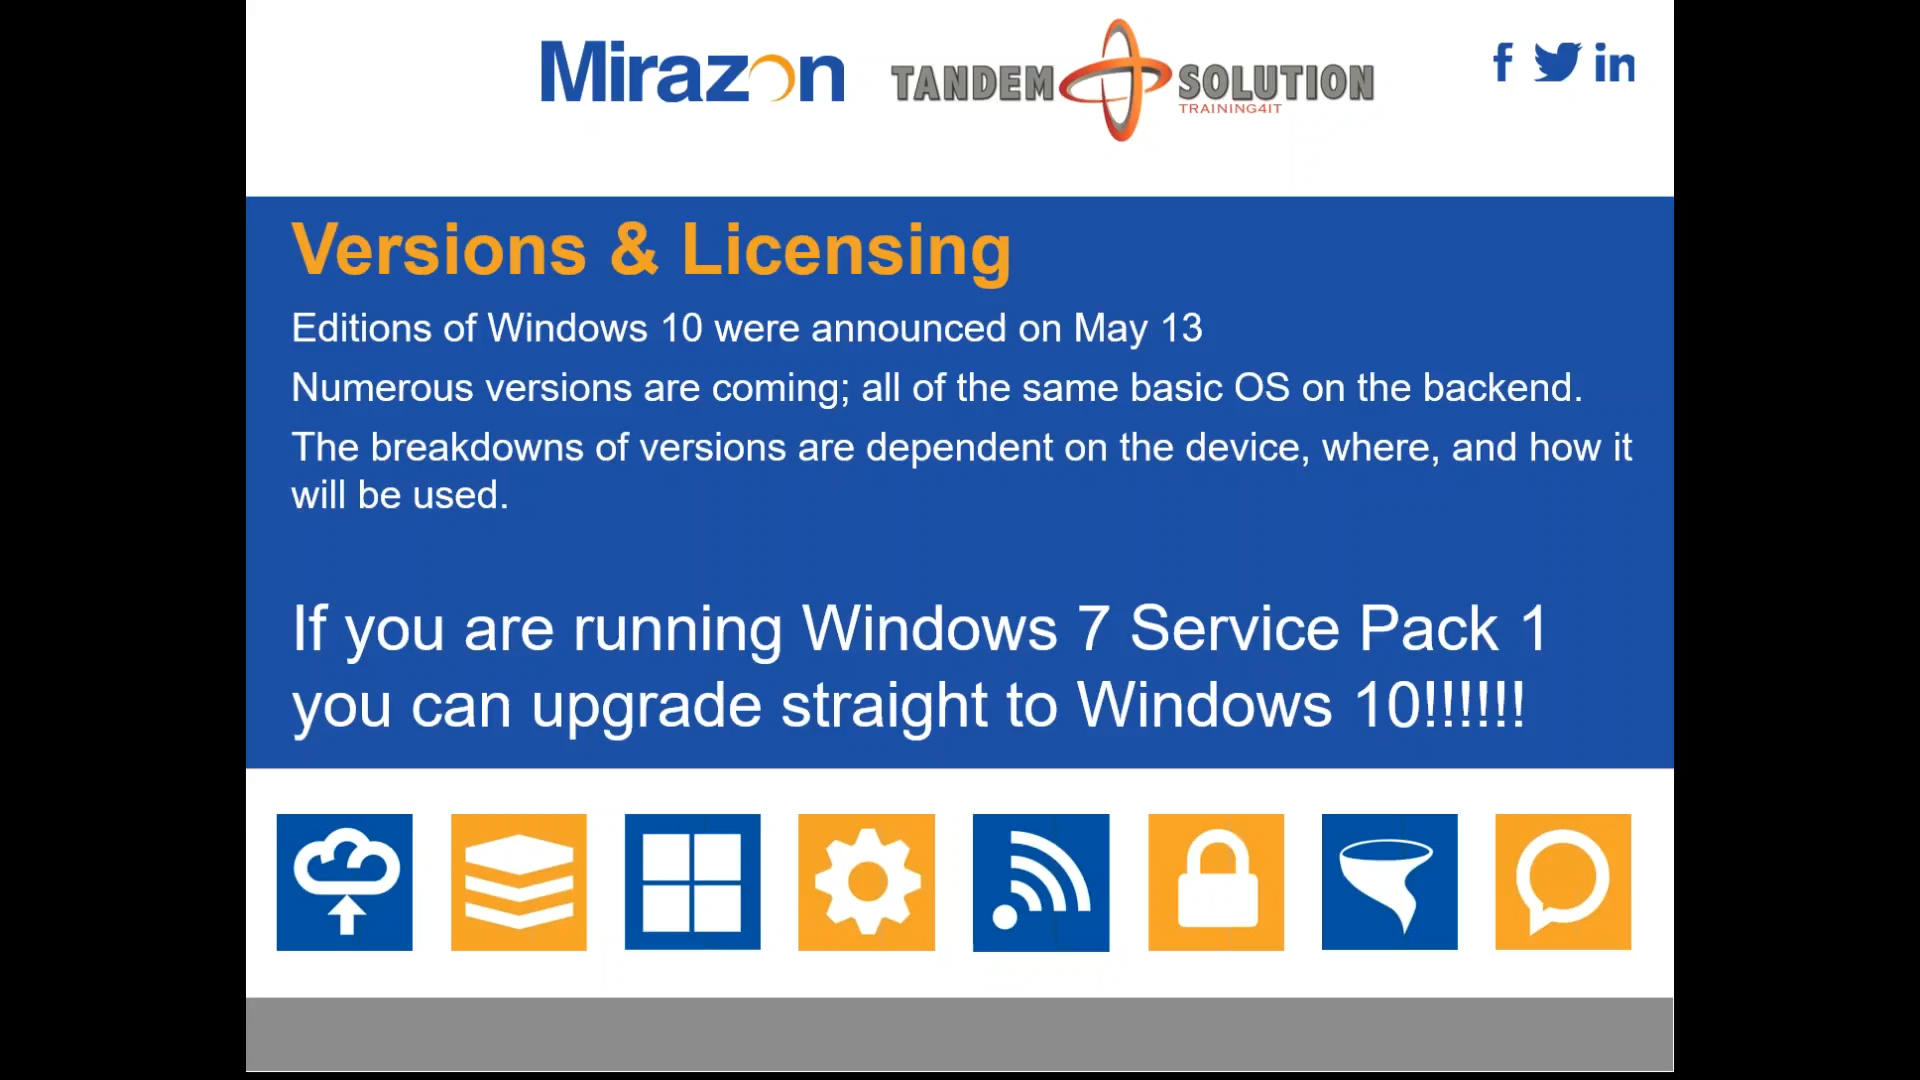 Mirazon
TANDEM SOLUTION
TRAINING4IT
f in
Versions & Licensing
Editions of Windows 10 were announced on May 13
Numerous versions are coming; all of the same basic OS on the backend.
The breakdowns of versions are dependent on the device, where, and how it
will be used.
If you are running Windows 7 Service Pack 1
you can upgrade straight to Windows 10!!!!!!